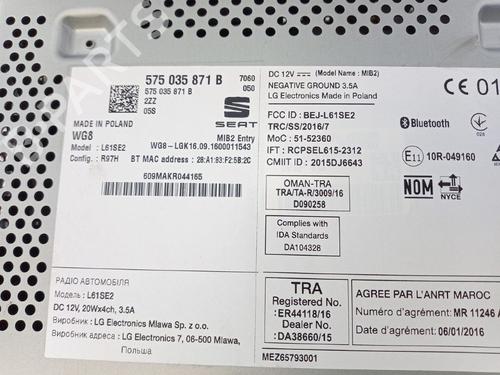 575 035 871 B 7060
575 035 871 B 050
2ZZ
05S
SEAT
MADE IN POLAND
WG8 MIB2 Entry
Model : L61SE2 WG8 - LGK16.09.1600011543
Config.: R97H BT MAC address : 28:A1:83:F2:5B:2C
609MAKR044165
РАДІО АВТОМОБІЛЯ
Модель : L61SE2
DC 12V, 20Wx4ch, 3.5A
Виробник : LG Electronics Mlawa Sp. z o.o.
Виробник адреса : LG Electronics 7, 06-500 Mlawa,
Польша
DC 12V (Model Name : MIB2)
NEGATIVE GROUND 3.5A
LG Electronics Made in Poland
CE 01
FCC ID : BEJ-L61SE2
TRC/SS/2016/7
MoC : 51-52360
IFT : RCPSEL615-2312
CMIIT ID : 2015DJ6643
Bluetooth
E11 10R-049160
OMAN-TRA
TRA/TA-R/3009/16
D090258
NOM NYCE
Complies with
IDA Standards
DA104328
TRA
Registered No.
:ER44118/16
Dealer No.
:DA38660/15
AGREE PAR L'ANRT MAROC
Numéro d'agrément: MR 11246 A
Date d'agrément: 06/01/2016
MEZ65793001